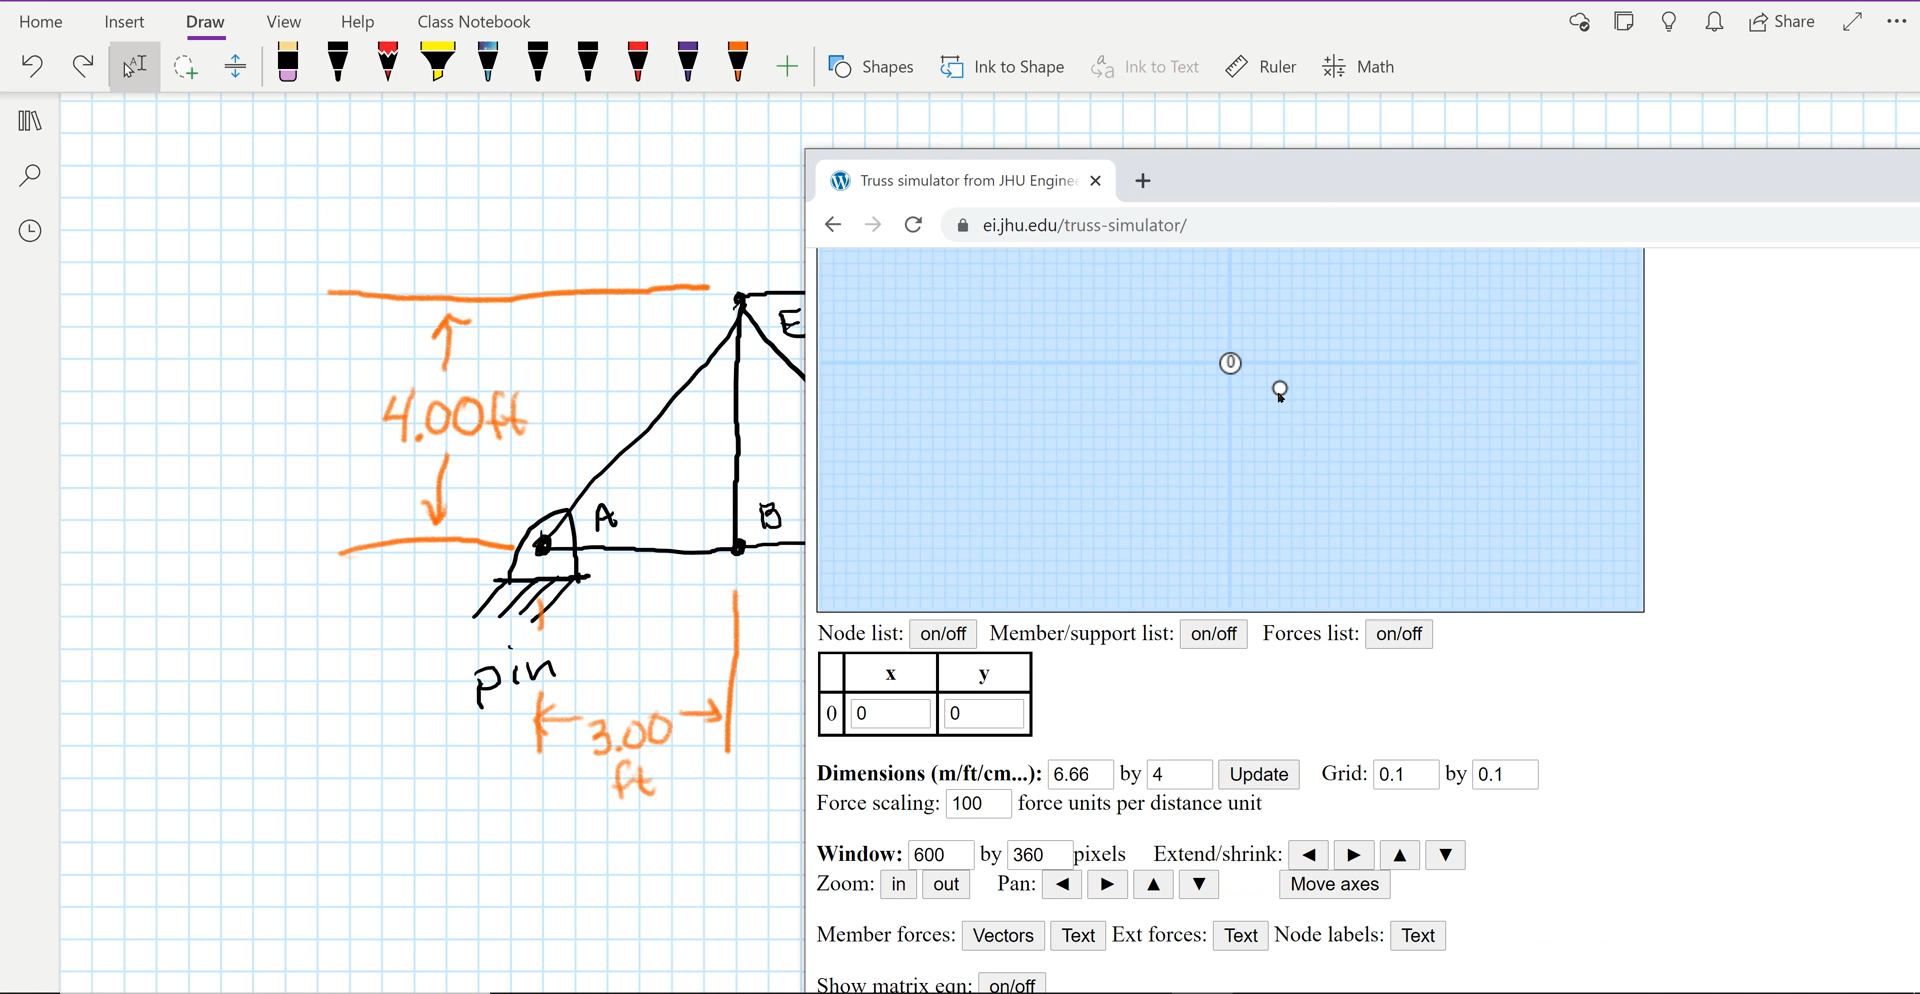 Home Insert Draw View Help Class Notebook
Share
Shapes Ink to Shape Ink to Text Ruler Math
Truss simulator from JHU Engine
ei.jhu.edu/truss-simulator/
0
E
4.00ft
A
B
pin
3.00
ft
Node list: on/off Member/support list: on/off Forces list: on/off
x y
0 0 0
Dimensions (m/ft/cm...): 6.66 by 4 Update Grid: 0.1 by 0.1
Force scaling: 100 force units per distance unit
Window: 600 by 360 pixels Extend/shrink: ◀ ▶ ▲ ▼
Zoom: in out Pan: ◀ ▶ ▲ ▼ Move axes
Member forces: Vectors Text Ext forces: Text Node labels: Text
Show matrix eqn: on/off